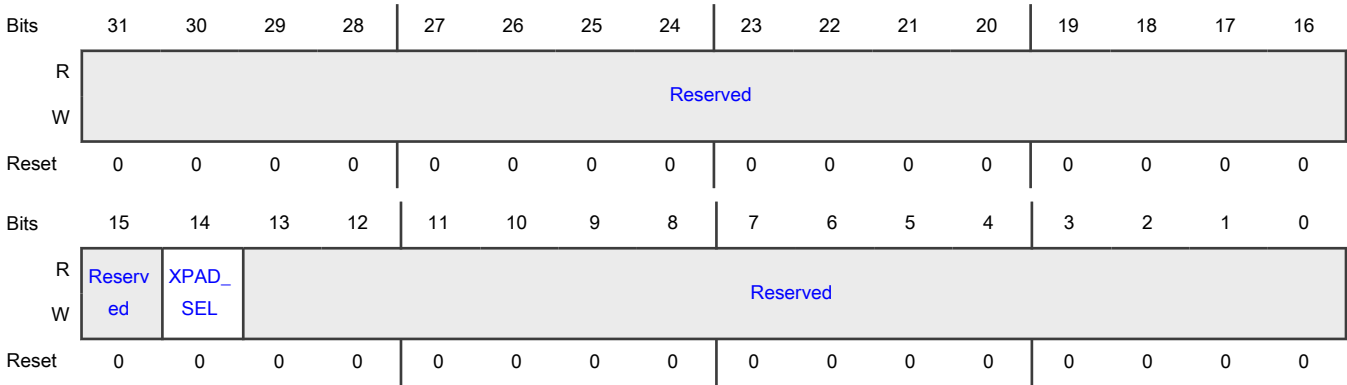 Bits 31 30 29 28 27 26 25 24 23 22 21 20 19 18 17 16
R
Reserved
W
Reset 0 0 0 0 0 0 0 0 0 0 0 0 0 0 0 0
Bits 15 14 13 12 11 10 9 8 7 6 5 4 3 2 1 0
R Reserv XPAD_
Reserved
W ed SEL
Reset 0 0 0 0 0 0 0 0 0 0 0 0 0 0 0 0